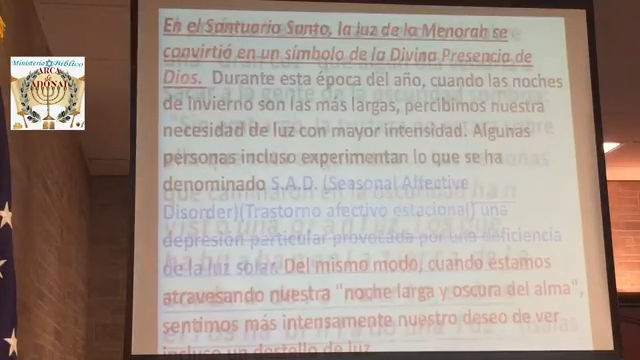 Ministerio Bíblico
ARCA
de
ADONAI
En el Santuario Santo, la luz de la Menorah se
convirtió en un símbolo de la Divina Presencia de
Dios. Durante esta época del año, cuando las noches
de invierno son las más largas, percibimos nuestra
necesidad de luz con mayor intensidad. Algunas
personas incluso experimentan lo que se ha
denominado S.A.D. (Seasonal Affective
Disorder)(Trastorno afectivo estacional) una
depresión particular provocada por una deficiencia
de la luz solar. Del mismo modo, cuando estamos
atravesando nuestra "noche larga y oscura del alma",
sentimos más intensamente nuestro deseo de ver
incluso un destello de luz